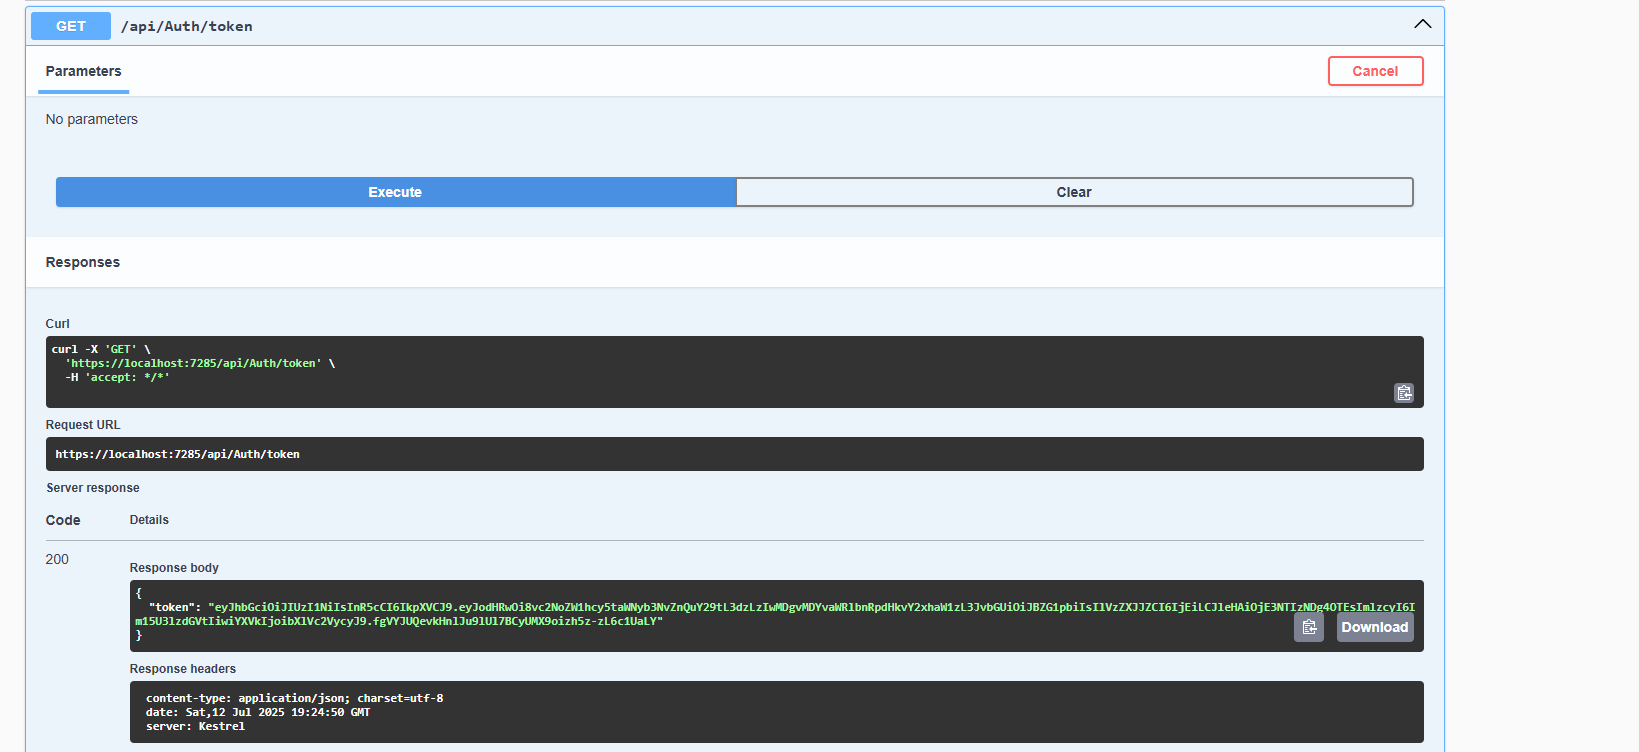 GET /api/Auth/token
Parameters
Cancel
No parameters
Execute
Clear
Responses
Curl
curl -X 'GET' \
'https://localhost:7285/api/Auth/token' \
-H 'accept: */*'
Request URL
https://localhost:7285/api/Auth/token
Server response
Code Details
200
Response body
{
"token": "eyJhbGciOiJIUzI1NiIsInR5cCI6IkpXVCJ9.eyJodHRwOi8vc2NoZW1hcy5taWNyb3NvZnQuY29tL3dzLzIwMDgvMDYvaWRlbnRpdHkvY2xhaW1zL3JvbGUiOiJBZG1pbiIsIlVzZXJJZCI6IjEiLCJleHAiOjE3NTIzNDg4OTEsImlzcyI6I
m15U3lzdGVtIiwiYXVkIjoibXlVc2VycyJ9.fgVYJUQevkHnlJu9lUl7BCyUMX9oizh5z-zL6c1UaLY"
}
Download
Response headers
content-type: application/json; charset=utf-8
date: Sat,12 Jul 2025 19:24:50 GMT
server: Kestrel